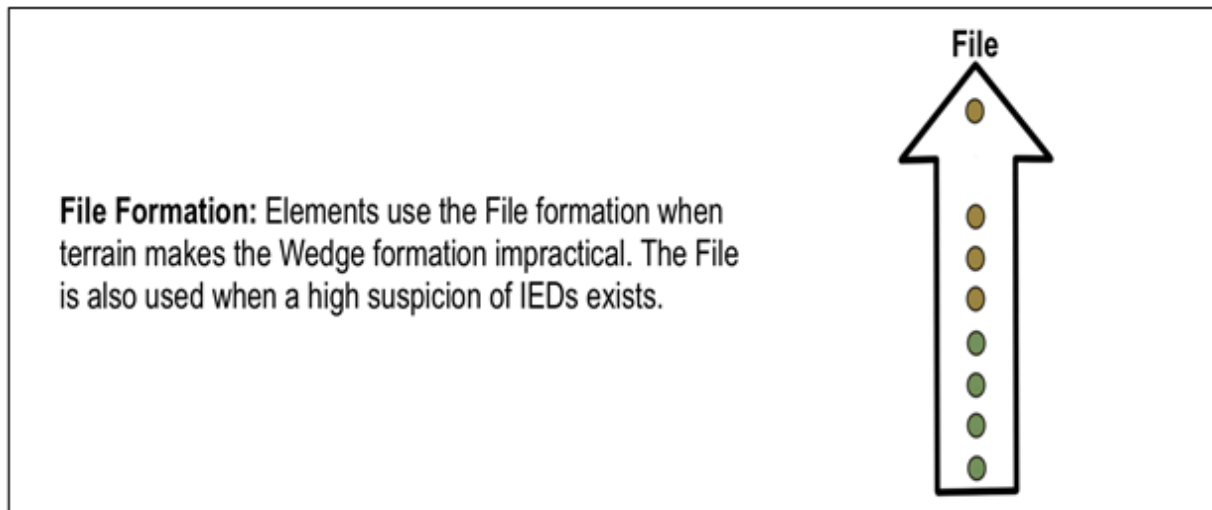 File
File Formation: Elements use the File formation when
terrain makes the Wedge formation impractical. The File
is also used when a high suspicion of IEDs exists.